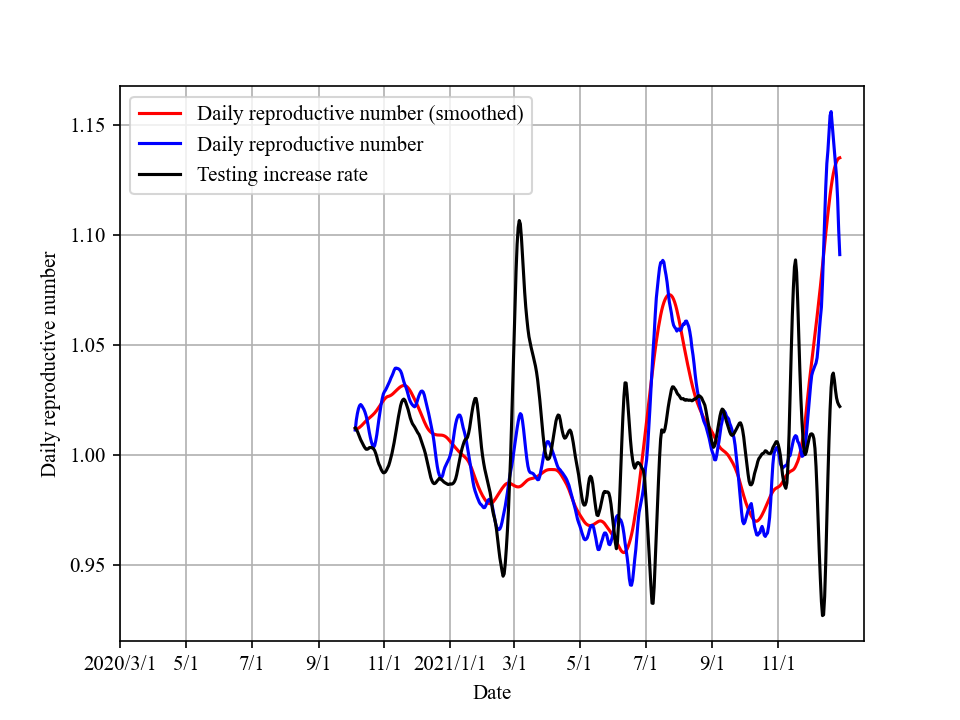 Daily reproductive number (smoothed)
Daily reproductive number
Testing increase rate
Daily reproductive number
1.15
1.10
1.05
1.00
0.95
2020/3/1 5/1 7/1 9/1 11/1 2021/1/1 3/1 5/1 7/1 9/1 11/1
Date